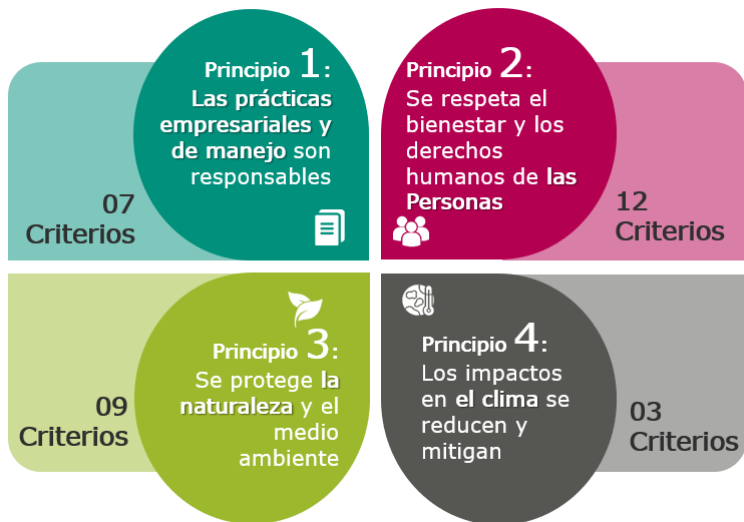 Principio 1:
Las prácticas
empresariales y
de manejo son
responsables
07
Criterios
Principio 2:
Se respeta el
bienestar y los
derechos
humanos de las
Personas
12
Criterios
Principio 3:
Se protege la
naturaleza y el
medio
ambiente
09
Criterios
Principio 4:
Los impactos
en el clima se
reducen y
mitigan
03
Criterios